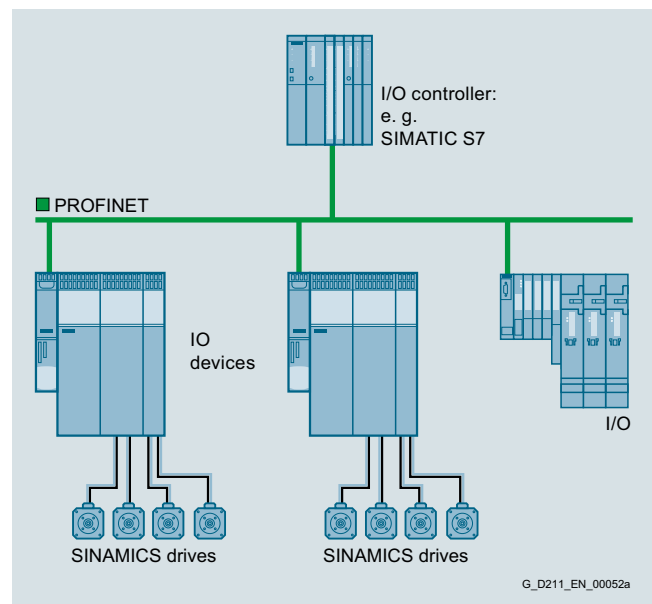 I/O controller:
e. g.
SIMATIC S7
PROFINET
IO
devices
I/O
SINAMICS drives
SINAMICS drives
G_D211_EN_00052a